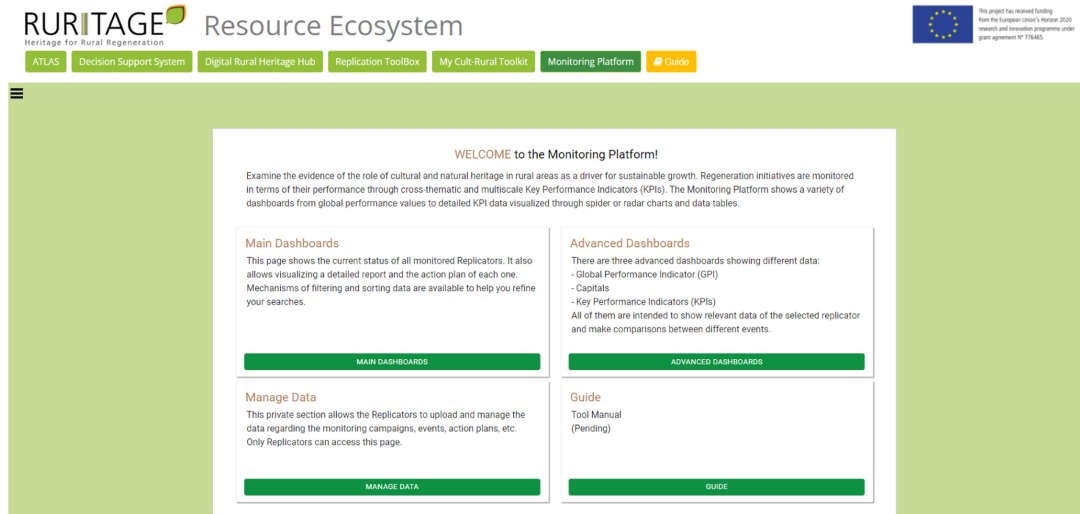 RURITAGE
Heritage for Rural Regeneration
Resource Ecosystem
This project has received funding
from the European Union's Horizon 2020
research and innovation programme under
grant agreement N° 776465.
ATLAS
Decision Support System
Digital Rural Heritage Hub
Replication ToolBox
My Cult-Rural Toolkit
Monitoring Platform
Guide
WELCOME to the Monitoring Platform!
Examine the evidence of the role of cultural and natural heritage in rural areas as a driver for sustainable growth. Regeneration initiatives are monitored
in terms of their performance through cross-thematic and multiscale Key Performance Indicators (KPIs). The Monitoring Platform shows a variety of
dashboards from global performance values to detailed KPI data visualized through spider or radar charts and data tables.
Main Dashboards
This page shows the current status of all monitored Replicators. It also
allows visualizing a detailed report and the action plan of each one.
Mechanisms of filtering and sorting data are available to help you refine
your searches.
MAIN DASHBOARDS
Advanced Dashboards
There are three advanced dashboards showing different data:
- Global Performance Indicator (GPI)
- Capitals
- Key Performance Indicators (KPIs)
All of them are intended to show relevant data of the selected replicator
and make comparisons between different events.
ADVANCED DASHBOARDS
Manage Data
This private section allows the Replicators to upload and manage the
data regarding the monitoring campaigns, events, action plans, etc.
Only Replicators can access this page.
MANAGE DATA
Guide
Tool Manual
(Pending)
GUIDE